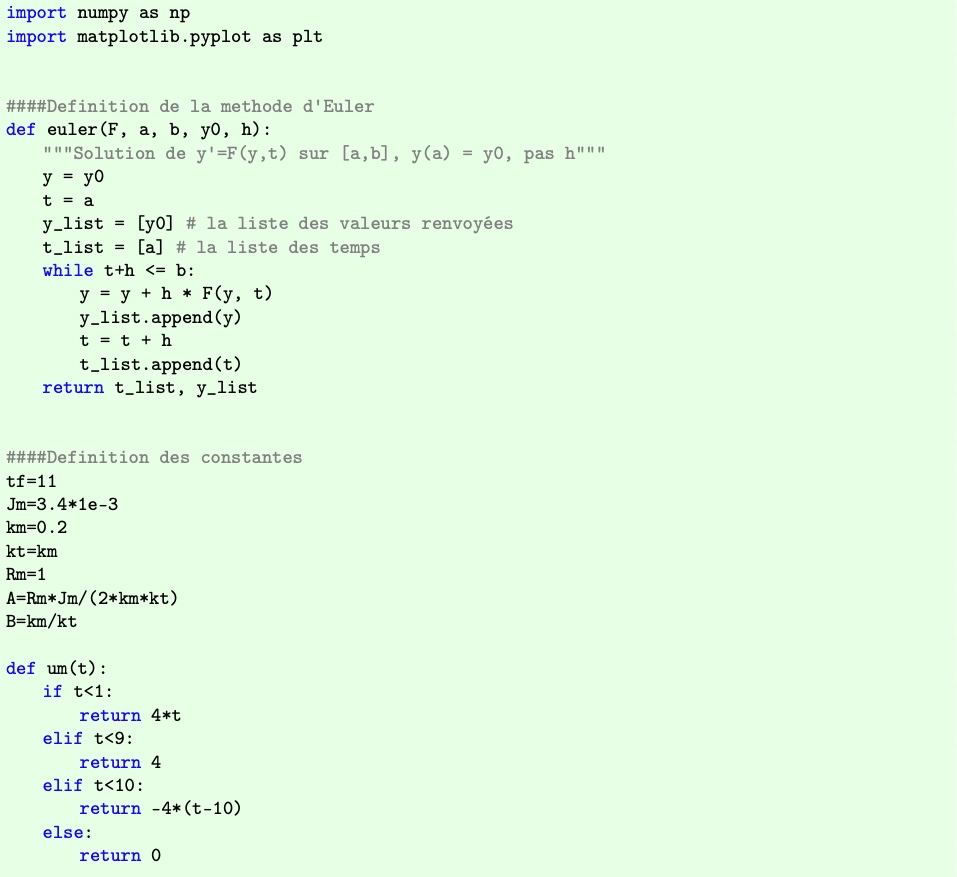 import numpy as np
import matplotlib.pyplot as plt
####Definition de la methode d'Euler
def euler(F, a, b, y0, h):
"""Solution de y'=F(y,t) sur [a,b], y(a) = y0, pas h"""
y = y0
t = a
y_list = [y0] # la liste des valeurs renvoyées
t_list = [a] # la liste des temps
while t+h <= b:
y = y + h * F(y, t)
y_list.append(y)
t = t + h
t_list.append(t)
return t_list, y_list
####Definition des constantes
tf=11
Jm=3.4*1e-3
km=0.2
kt=km
Rm=1
A=Rm*Jm/(2*km*kt)
B=km/kt
def um(t):
if t<1:
return 4*t
elif t<9:
return 4
elif t<10:
return -4*(t-10)
else:
return 0